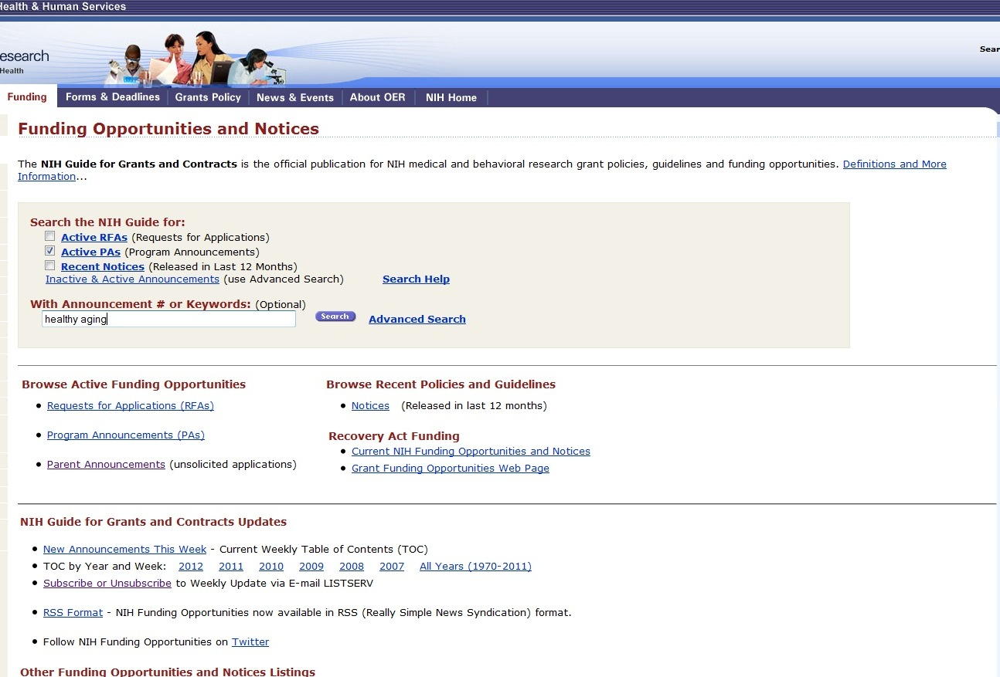 Health & Human Services
esearch
Health
Sear
Funding Forms & Deadlines Grants Policy News & Events About OER NIH Home
Funding Opportunities and Notices
The NIH Guide for Grants and Contracts is the official publication for NIH medical and behavioral research grant policies, guidelines and funding opportunities. Definitions and More
Information...
Search the NIH Guide for:
Active RFAs (Requests for Applications)
Active PAs (Program Announcements)
Recent Notices (Released in Last 12 Months)
Inactive & Active Announcements (use Advanced Search) Search Help
With Announcement # or Keywords: (Optional)
healthy aging Search Advanced Search
Browse Active Funding Opportunities
Requests for Applications (RFAs)
Program Announcements (PAs)
Parent Announcements (unsolicited applications)
Browse Recent Policies and Guidelines
Notices (Released in last 12 months)
Recovery Act Funding
Current NIH Funding Opportunities and Notices
Grant Funding Opportunities Web Page
NIH Guide for Grants and Contracts Updates
New Announcements This Week - Current Weekly Table of Contents (TOC)
TOC by Year and Week: 2012 2011 2010 2009 2008 2007 All Years (1970-2011)
Subscribe or Unsubscribe to Weekly Update via E-mail LISTSERV
RSS Format - NIH Funding Opportunities now available in RSS (Really Simple News Syndication) format.
Follow NIH Funding Opportunities on Twitter
Other Funding Opportunities and Notices Listings